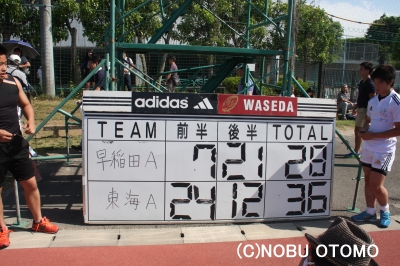 adidas WASEDA
TEAM 前半 後半 TOTAL
早稲田A 7 21 28
東海A 24 12 36
(C)NOBU OTOMO